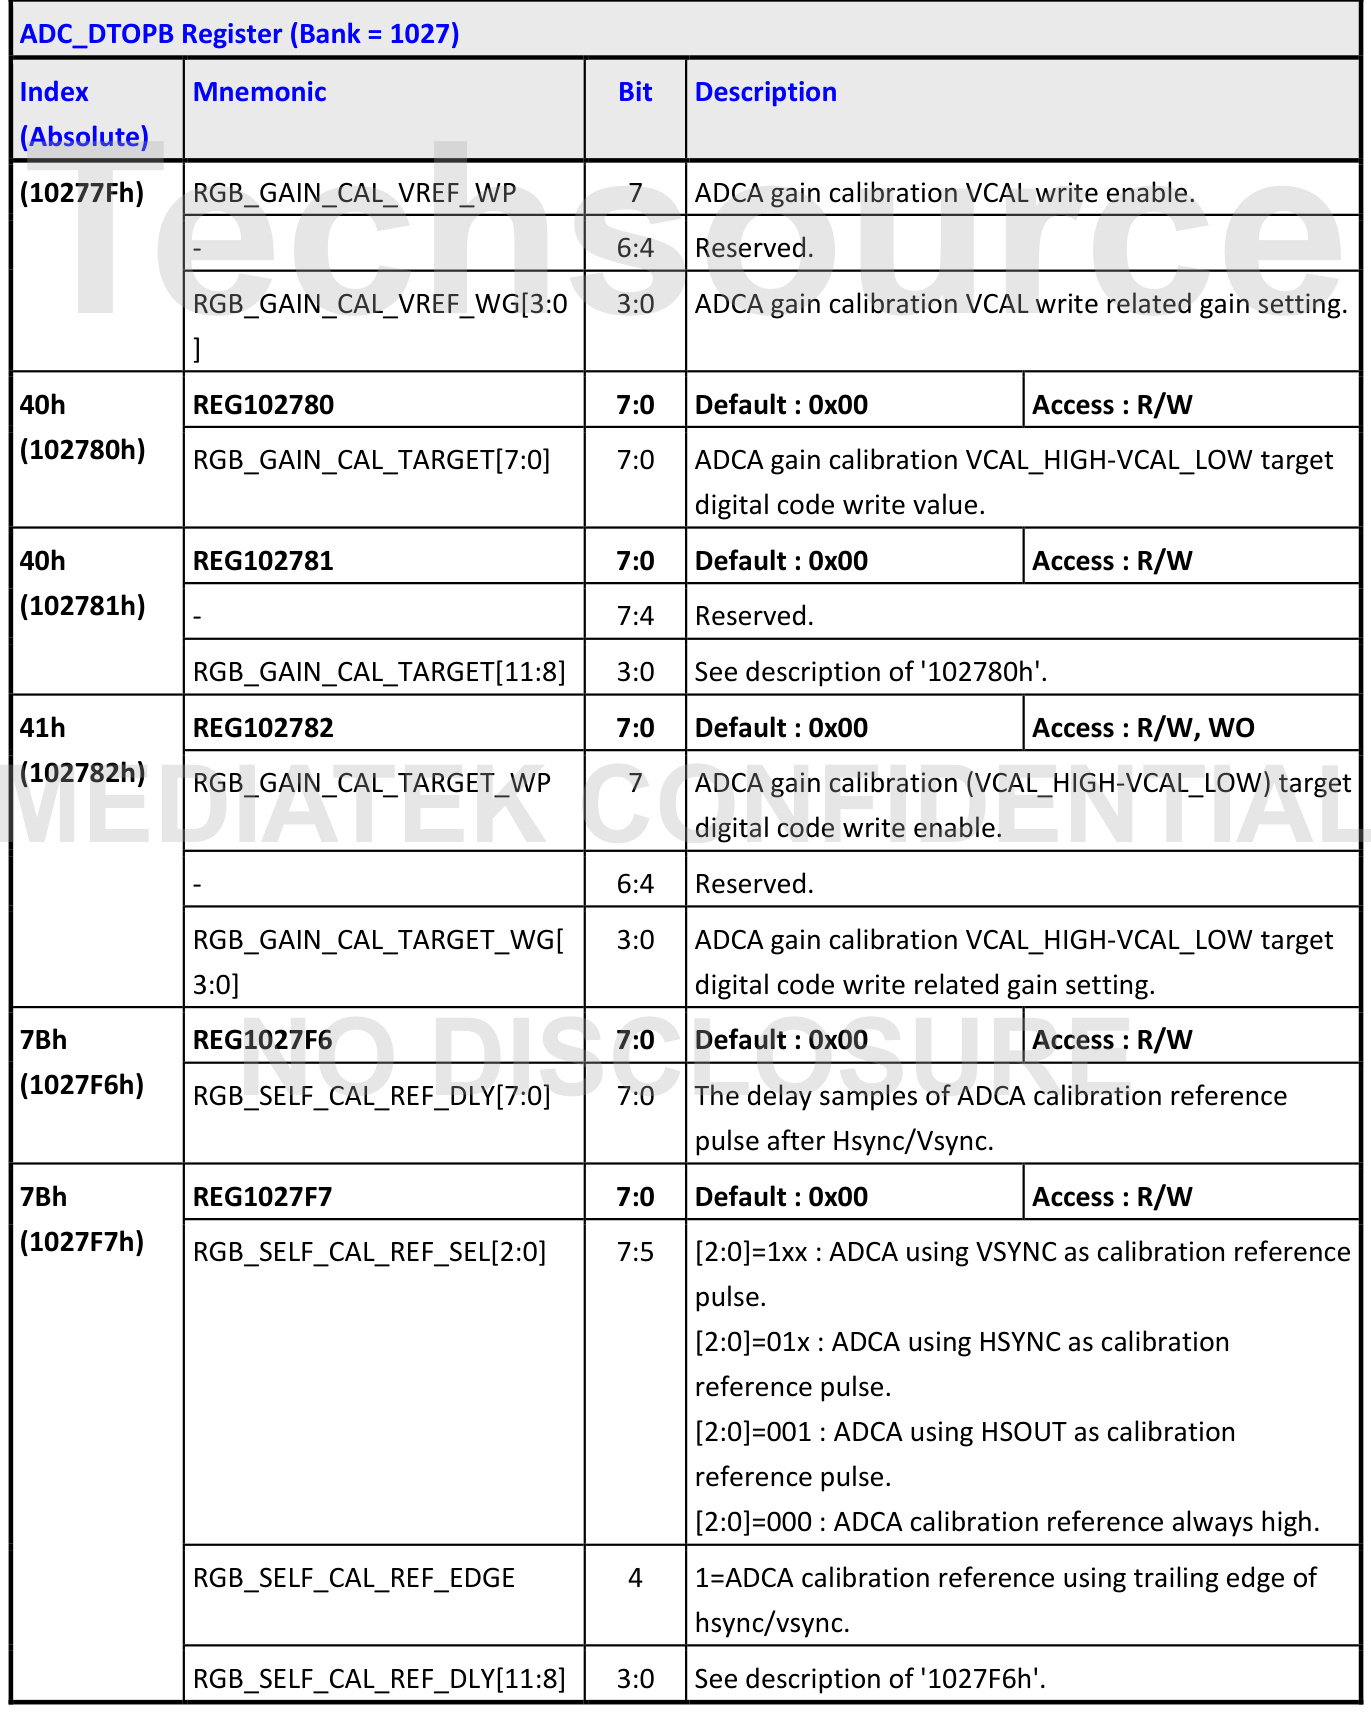 ADC_DTOPB Register (Bank = 1027)
Index Mnemonic Bit Description
(Absolute)
(10277Fh) RGB_GAIN_CAL_VREF_WP 7 ADCA gain calibration VCAL write enable.
Techsource
- 6:4 Reserved.
RGB_GAIN_CAL_VREF_WG[3:0 3:0 ADCA gain calibration VCAL write related gain setting.
]
40h REG102780 7:0 Default : 0x00 Access : R/W
(102780h) RGB_GAIN_CAL_TARGET[7:0] 7:0 ADCA gain calibration VCAL_HIGH-VCAL_LOW target
digital code write value.
40h REG102781 7:0 Default : 0x00 Access : R/W
(102781h) - 7:4 Reserved.
RGB_GAIN_CAL_TARGET[11:8] 3:0 See description of '102780h'.
41h REG102782 7:0 Default : 0x00 Access : R/W, WO
(102782h) RGB_GAIN_CAL_TARGET_WP 7 ADCA gain calibration (VCAL_HIGH-VCAL_LOW) target
digital code write enable.
MEDIATEK CONFIDENTIAL
- 6:4 Reserved.
RGB_GAIN_CAL_TARGET_WG[ 3:0 ADCA gain calibration VCAL_HIGH-VCAL_LOW target
3:0] digital code write related gain setting.
7Bh REG1027F6 7:0 Default : 0x00 Access : R/W
NO DISCLOSURE
(1027F6h) RGB_SELF_CAL_REF_DLY[7:0] 7:0 The delay samples of ADCA calibration reference
pulse after Hsync/Vsync.
7Bh REG1027F7 7:0 Default : 0x00 Access : R/W
(1027F7h) RGB_SELF_CAL_REF_SEL[2:0] 7:5 [2:0]=1xx : ADCA using VSYNC as calibration reference
pulse.
[2:0]=01x : ADCA using HSYNC as calibration
reference pulse.
[2:0]=001 : ADCA using HSOUT as calibration
reference pulse.
[2:0]=000 : ADCA calibration reference always high.
RGB_SELF_CAL_REF_EDGE 4 1=ADCA calibration reference using trailing edge of
hsync/vsync.
RGB_SELF_CAL_REF_DLY[11:8] 3:0 See description of '1027F6h'.